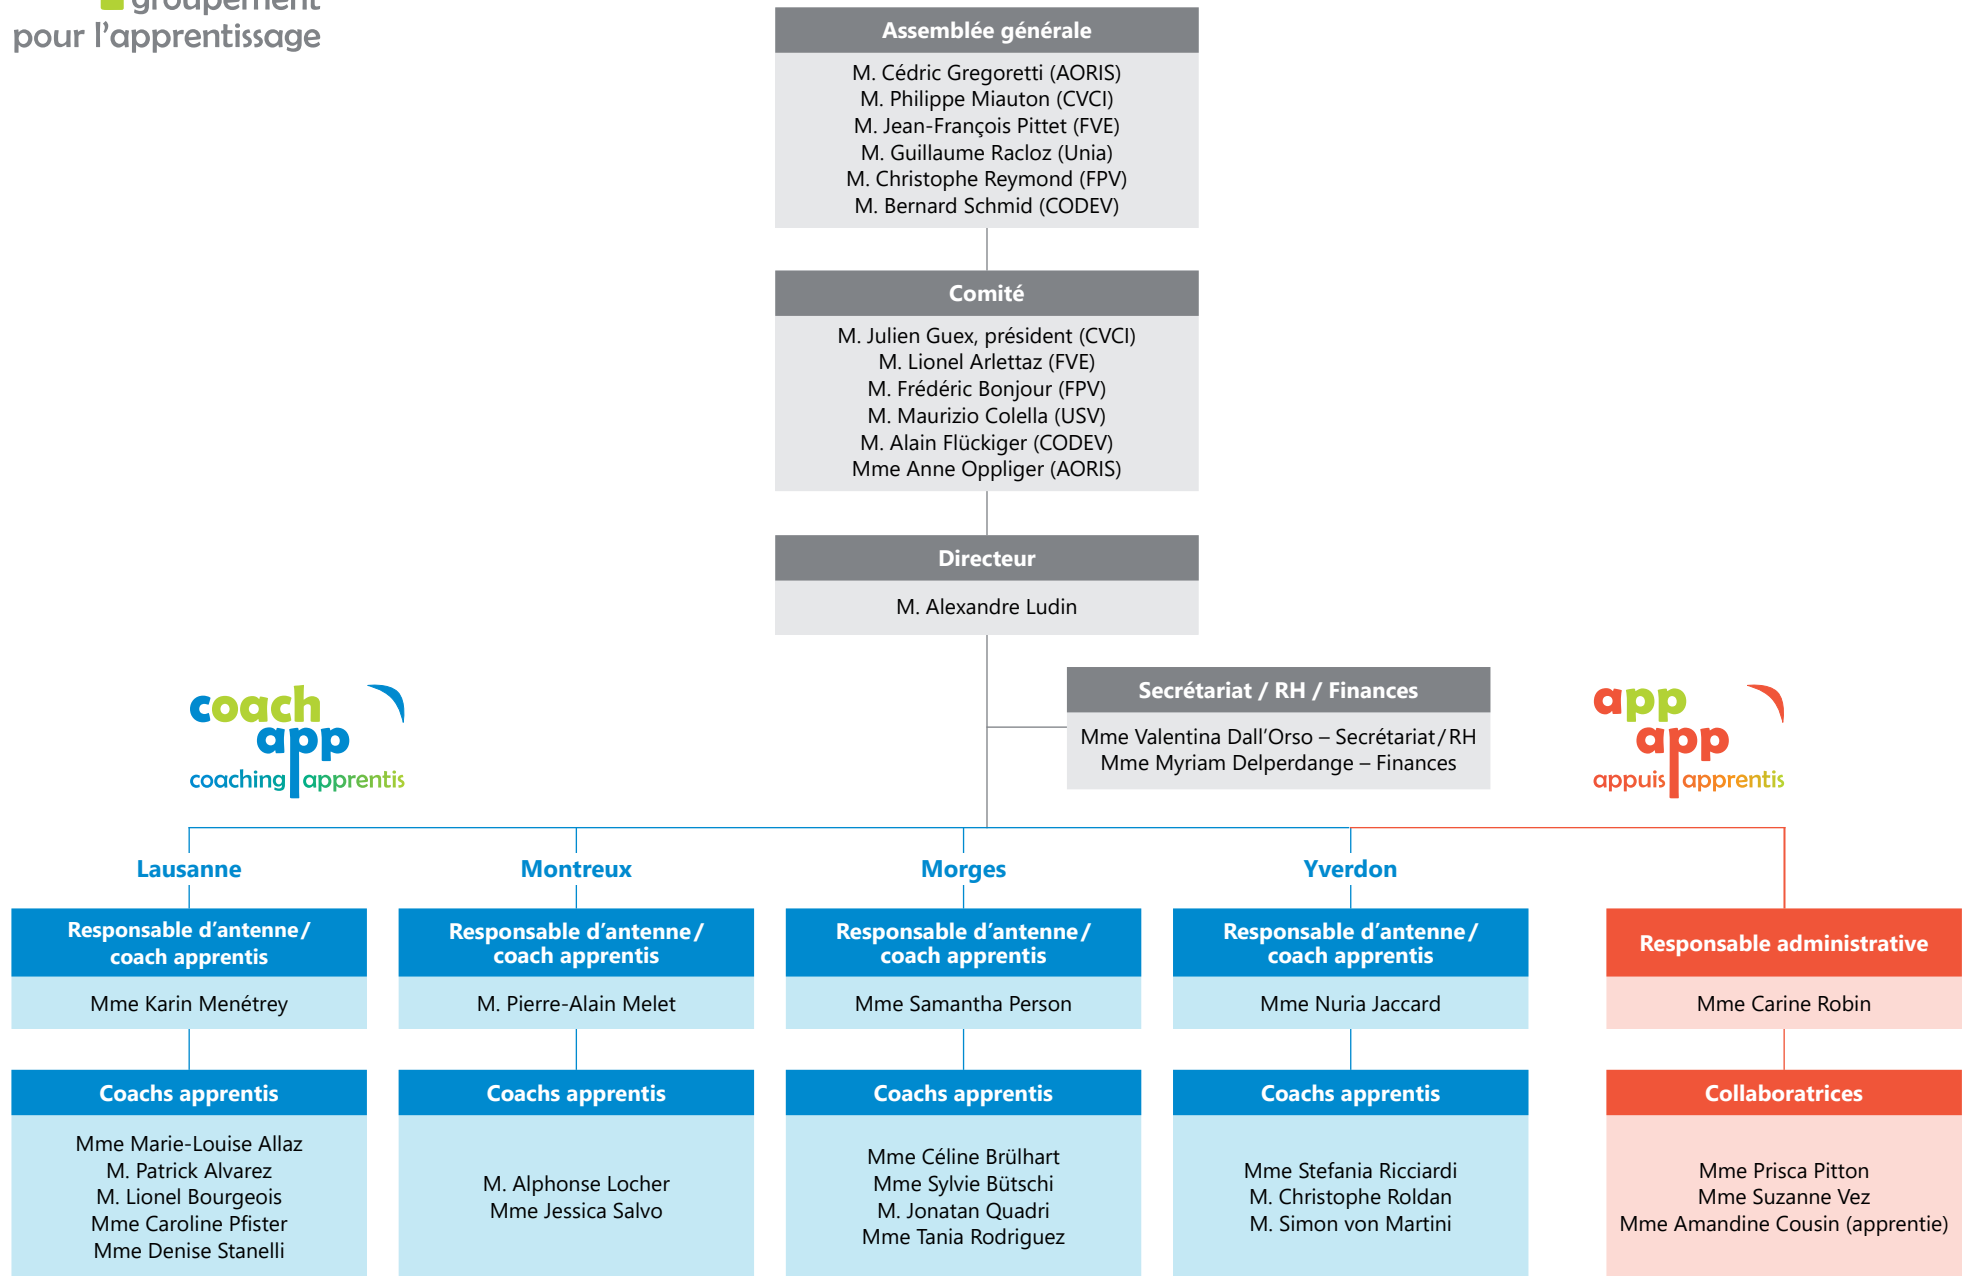 groupement
pour l'apprentissage
Assemblée générale
M. Cédric Gregoretti (AORIS)
M. Philippe Miauton (CVCI)
M. Jean-François Pittet (FVE)
M. Guillaume Racloz (Unia)
M. Christophe Reymond (FPV)
M. Bernard Schmid (CODEV)
Comité
M. Julien Guex, président (CVCI)
M. Lionel Arlettaz (FVE)
M. Frédéric Bonjour (FPV)
M. Maurizio Colella (USV)
M. Alain Flückiger (CODEV)
Mme Anne Oppliger (AORIS)
Directeur
M. Alexandre Ludin
Secrétariat / RH / Finances
Mme Valentina Dall'Orso – Secrétariat/RH
Mme Myriam Delperdange – Finances
coach
app
coaching apprentis
app
app
appuis apprentis
Lausanne
Responsable d'antenne/
coach apprentis
Mme Karin Menétrey
Coachs apprentis
Mme Marie-Louise Allaz
M. Patrick Alvarez
M. Lionel Bourgeois
Mme Caroline Pfister
Mme Denise Stanelli
Montreux
Responsable d'antenne/
coach apprentis
M. Pierre-Alain Melet
Coachs apprentis
M. Alphonse Locher
Mme Jessica Salvo
Morges
Responsable d'antenne/
coach apprentis
Mme Samantha Person
Coachs apprentis
Mme Céline Brülhart
Mme Sylvie Bütschi
M. Jonatan Quadri
Mme Tania Rodriguez
Yverdon
Responsable d'antenne/
coach apprentis
Mme Nuria Jaccard
Coachs apprentis
Mme Stefania Ricciardi
M. Christophe Roldan
M. Simon von Martini
Responsable administrative
Mme Carine Robin
Collaboratrices
Mme Prisca Pitton
Mme Suzanne Vez
Mme Amandine Cousin (apprentie)